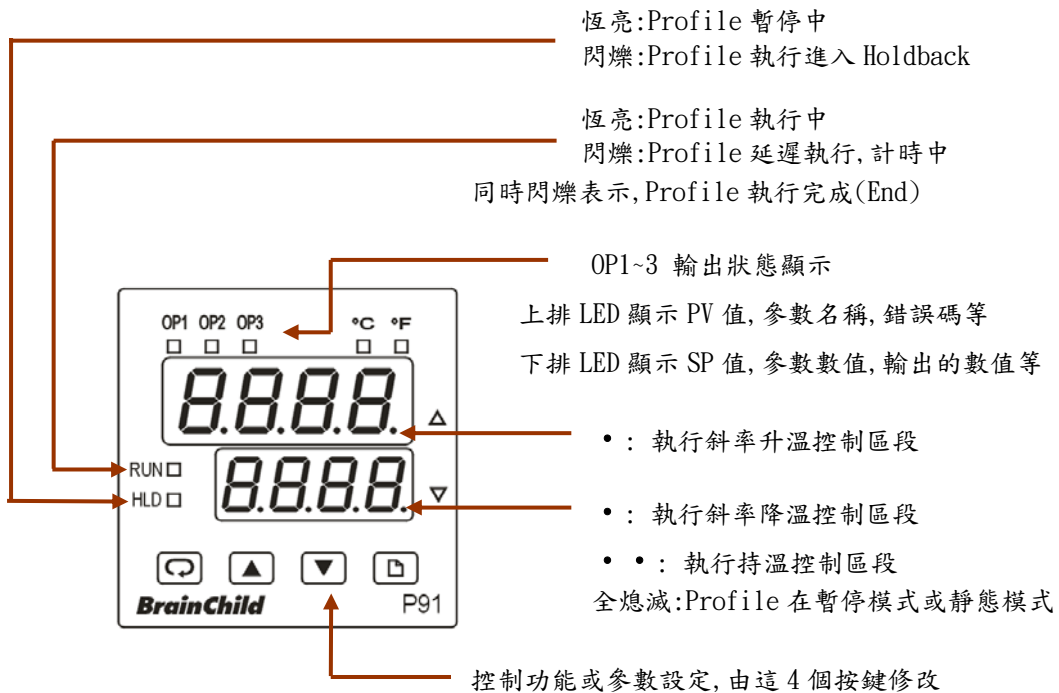 恆亮:Profile 暫停中
閃爍:Profile 執行進入 Holdback
恆亮:Profile 執行中
閃爍:Profile 延遲執行,計時中
同時閃爍表示,Profile 執行完成(End)
OP1~3 輸出狀態顯示
上排 LED 顯示 PV 值,參數名稱,錯誤碼等
下排 LED 顯示 SP 值,參數數值,輸出的數值等
OP1 OP2 OP3 °C °F
8.8.8.8.
• : 執行斜率升溫控制區段
RUN
HLD
8.8.8.8.
• : 執行斜率降溫控制區段
• • : 執行持溫控制區段
全熄滅:Profile 在暫停模式或靜態模式
BrainChild P91
控制功能或參數設定,由這 4 個按鍵修改